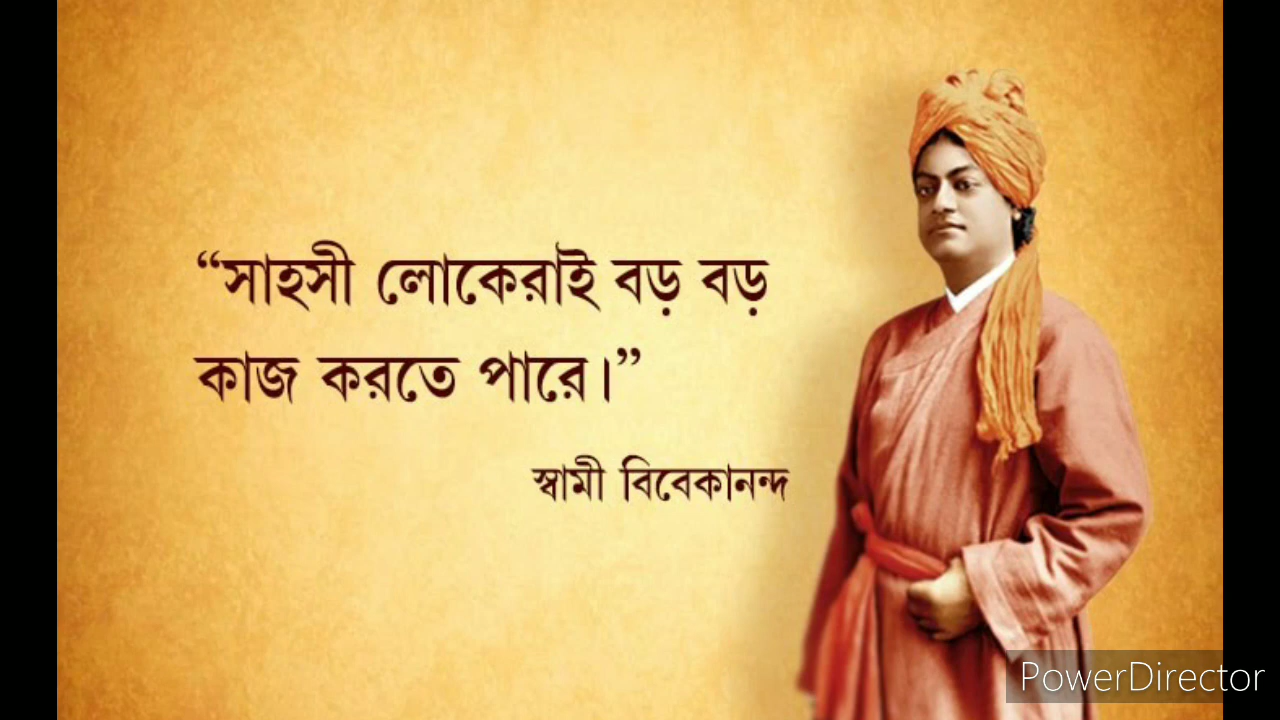 “সাহসী লোকেরাই বড় বড়
কাজ করতে পারে।”
স্বামী বিবেকানন্দ
PowerDirector